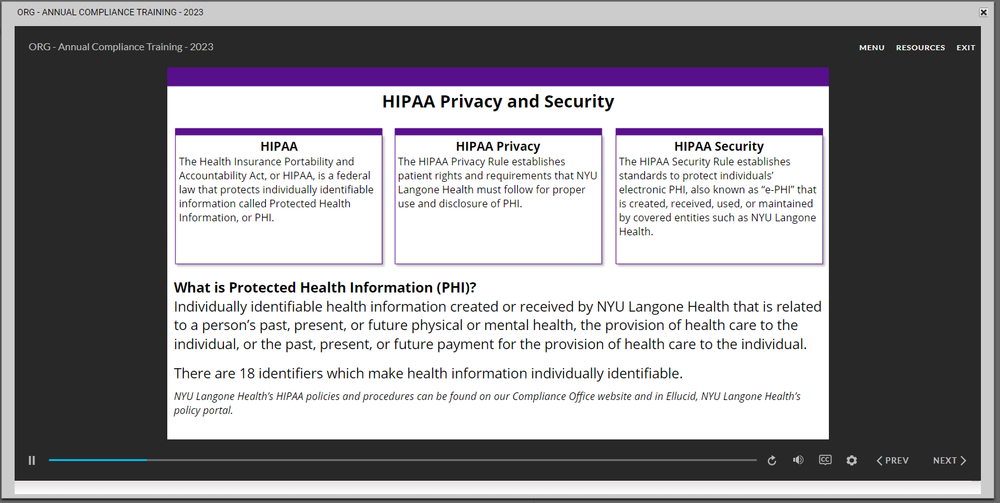 ORG - ANNUAL COMPLIANCE TRAINING - 2023
ORG - Annual Compliance Training - 2023
MENU RESOURCES EXIT
HIPAA Privacy and Security
HIPAA
The Health Insurance Portability and
Accountability Act, or HIPAA, is a federal
law that protects individually identifiable
information called Protected Health
Information, or PHI.
HIPAA Privacy
The HIPAA Privacy Rule establishes
patient rights and requirements that NYU
Langone Health must follow for proper
use and disclosure of PHI.
HIPAA Security
The HIPAA Security Rule establishes
standards to protect individuals’
electronic PHI, also known as “e-PHI” that
is created, received, used, or maintained
by covered entities such as NYU Langone
Health.
What is Protected Health Information (PHI)?
Individually identifiable health information created or received by NYU Langone Health that is related
to a person’s past, present, or future physical or mental health, the provision of health care to the
individual, or the past, present, or future payment for the provision of health care to the individual.
There are 18 identifiers which make health information individually identifiable.
NYU Langone Health’s HIPAA policies and procedures can be found on our Compliance Office website and in Ellucid, NYU Langone Health’s
policy portal.
CC PREV NEXT